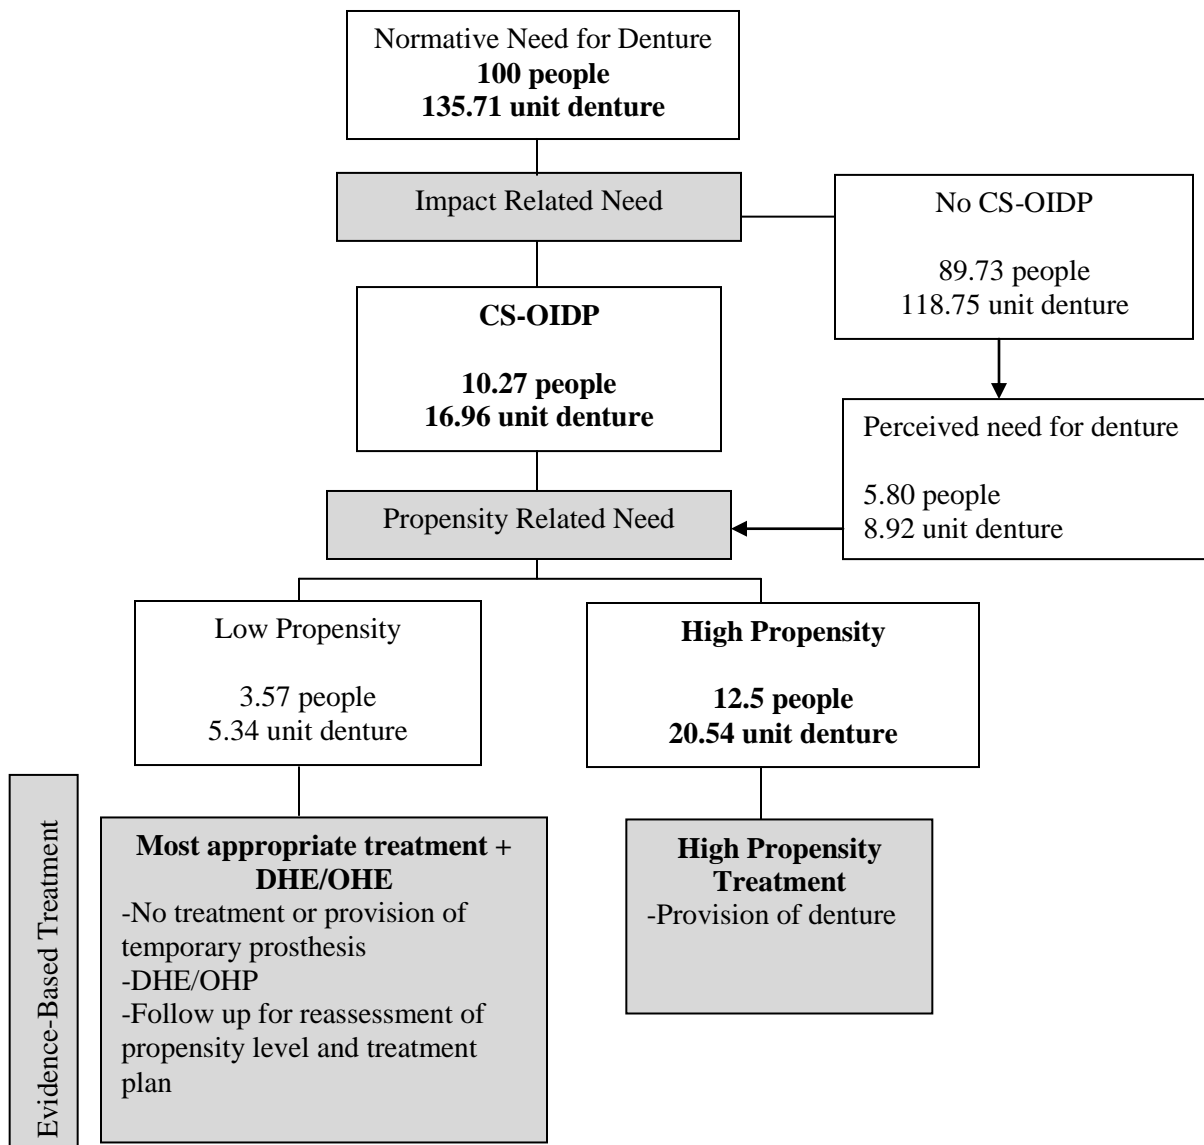 Normative Need for Denture
100 people
135.71 unit denture
Impact Related Need
No CS-OIDP
89.73 people
118.75 unit denture
CS-OIDP
10.27 people
16.96 unit denture
Perceived need for denture
5.80 people
8.92 unit denture
Propensity Related Need
Low Propensity
3.57 people
5.34 unit denture
High Propensity
12.5 people
20.54 unit denture
Evidence-Based Treatment
Most appropriate treatment +
DHE/OHE
-No treatment or provision of
temporary prosthesis
-DHE/OHP
-Follow up for reassessment of
propensity level and treatment
plan
High Propensity
Treatment
-Provision of denture